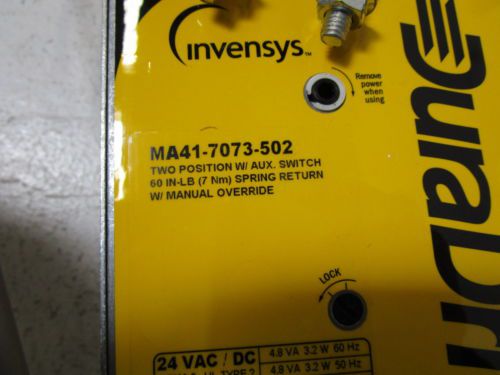 invensys™
Remove
power
when
using
MA41-7073-502
TWO POSITION W/ AUX. SWITCH
60 IN-LB (7 Nm) SPRING RETURN
W/ MANUAL OVERRIDE
LOCK
24 VAC / DC
4.8 VA 3.2 W 60 Hz
4.8 VA 3.2 W 50 Hz
DuraDr